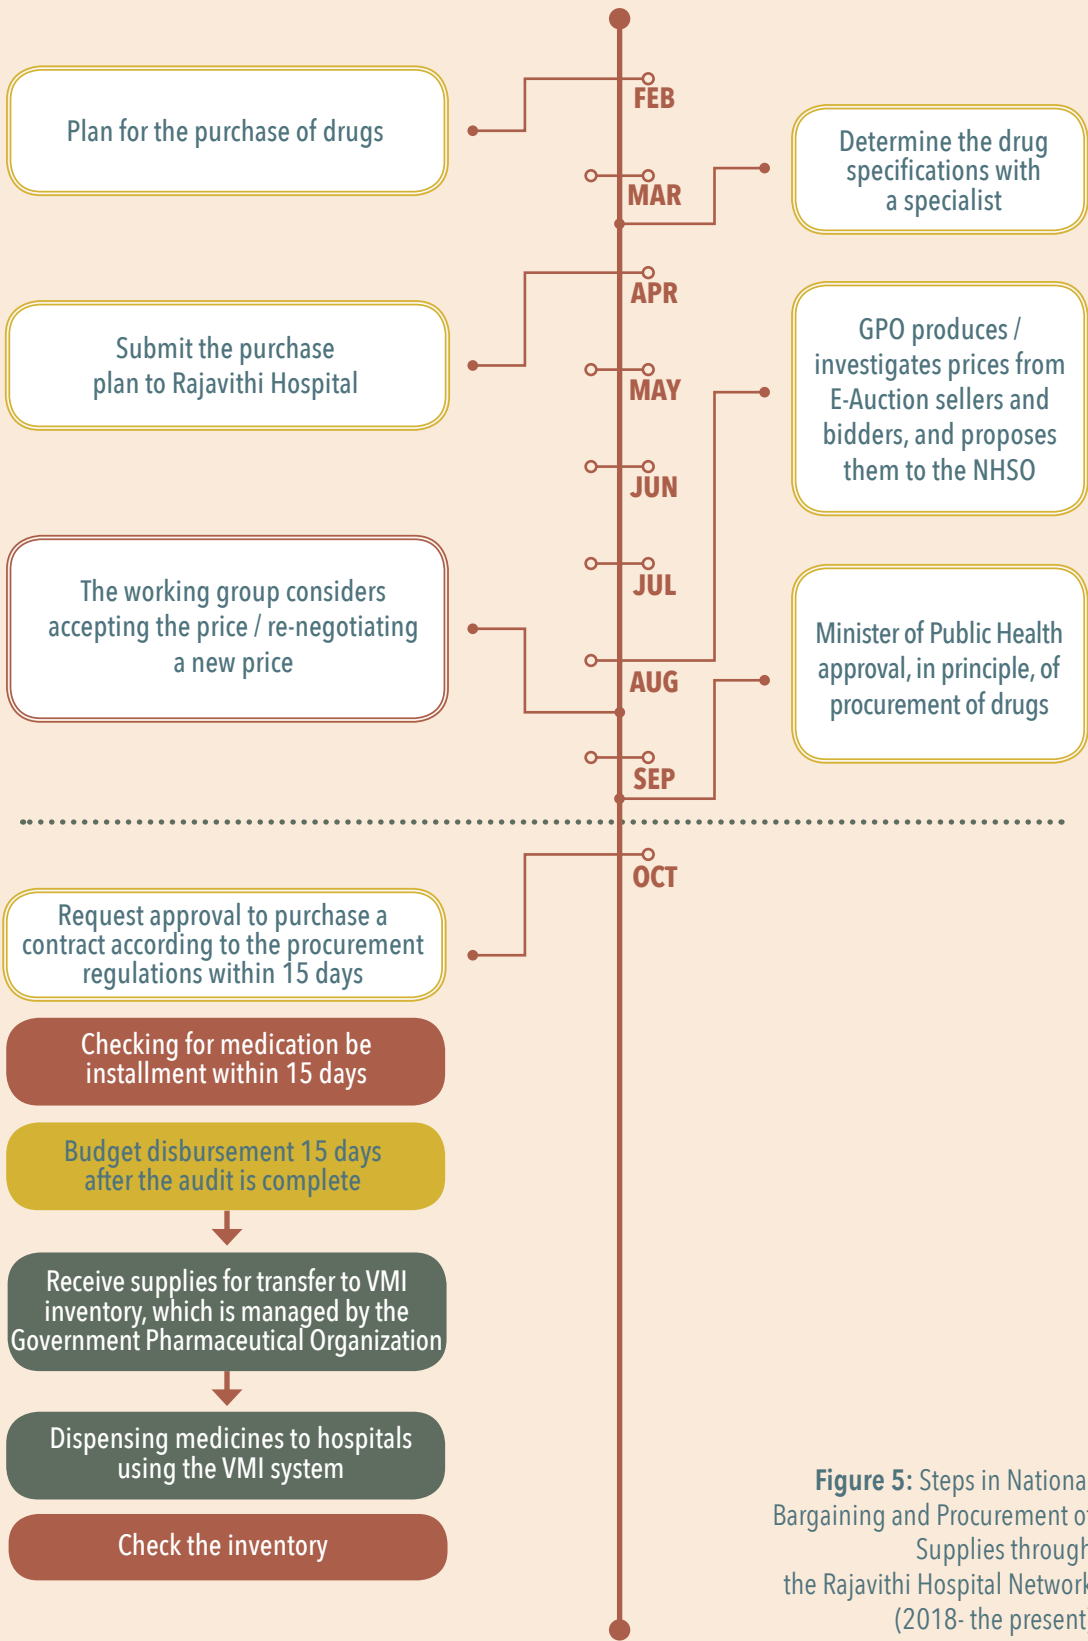 FEB
Plan for the purchase of drugs
MAR
Determine the drug
specifications with
a specialist
APR
Submit the purchase
plan to Rajavithi Hospital
MAY
GPO produces /
investigates prices from
E-Auction sellers and
bidders, and proposes
them to the NHSO
JUN
JUL
The working group considers
accepting the price / re-negotiating
a new price
AUG
Minister of Public Health
approval, in principle, of
procurement of drugs
SEP
OCT
Request approval to purchase a
contract according to the procurement
regulations within 15 days
Checking for medication be
installment within 15 days
Budget disbursement 15 days
after the audit is complete
Receive supplies for transfer to VMI
inventory, which is managed by the
Government Pharmaceutical Organization
Dispensing medicines to hospitals
using the VMI system
Check the inventory
Figure 5: Steps in National
Bargaining and Procurement of
Supplies through
the Rajavithi Hospital Network
(2018- the present)